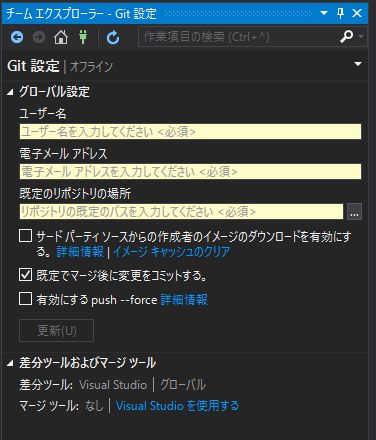 チーム エクスプローラー - Git 設定
作業項目の検索 (Ctrl+^)
Git 設定 | オフライン
グローバル設定
ユーザー名
ユーザー名を入力してください <必須>
電子メール アドレス
電子メール アドレスを入力してください <必須>
既定のリポジトリの場所
リポジトリの既定のパスを入力してください <必須> ...
サード パーティ ソースからの作成者のイメージのダウンロードを有効にす
る。 詳細情報 | イメージ キャッシュのクリア
既定でマージ後に変更をコミットする。
有効にする push --force 詳細情報
更新(U)
差分ツールおよびマージ ツール
差分ツール: Visual Studio | グローバル
マージ ツール: なし | Visual Studio を使用する